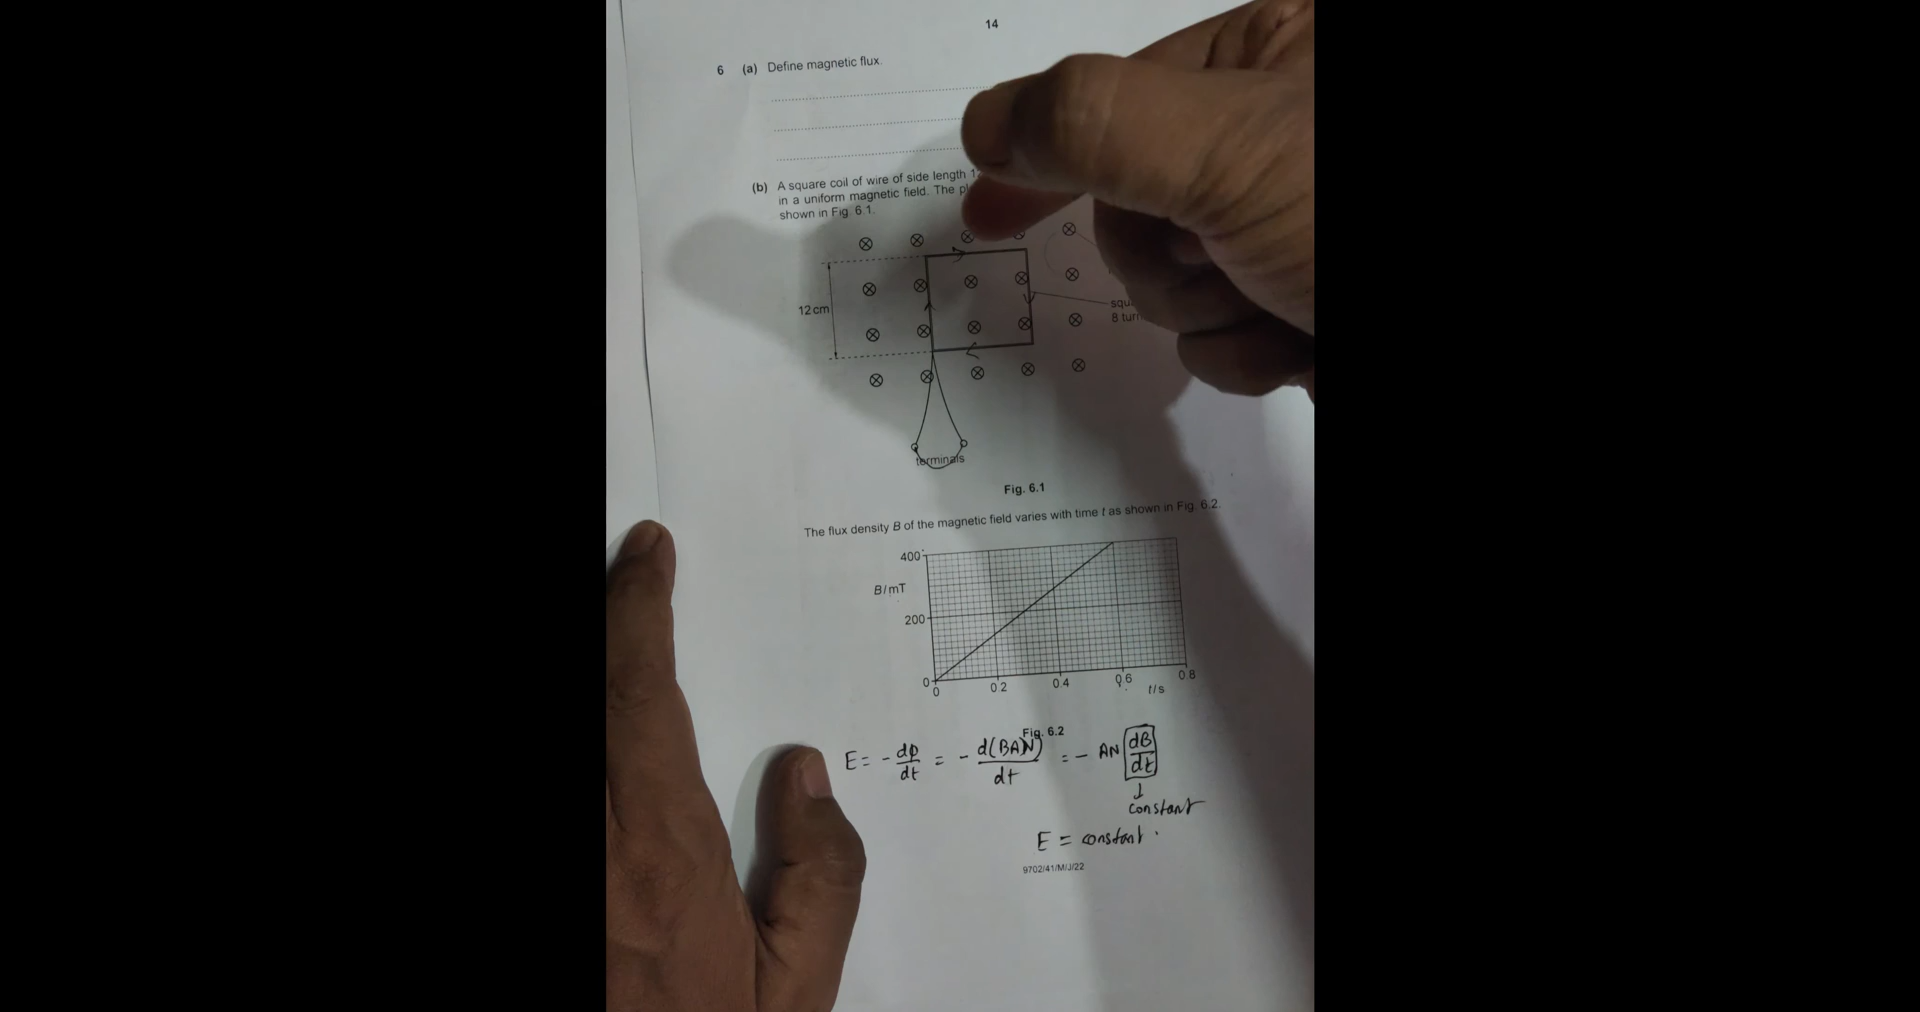 14
6 (a) Define magnetic flux.
(b) A square coil of wire of side length
in a uniform magnetic field. The
shown in Fig. 6.1.
12 cm
8
terminals
Fig. 6.1
The flux density B of the magnetic field varies with time t as shown in Fig. 6.2.
400
B/mT
200
0
0 0.2 0.4 0.6 0.8
t/s
Fig. 6.2
E = - dφ/dt = - d(BAN)/dt = - AN dB/dt
↓
constant
E = constant.
9702/41/M/J/22